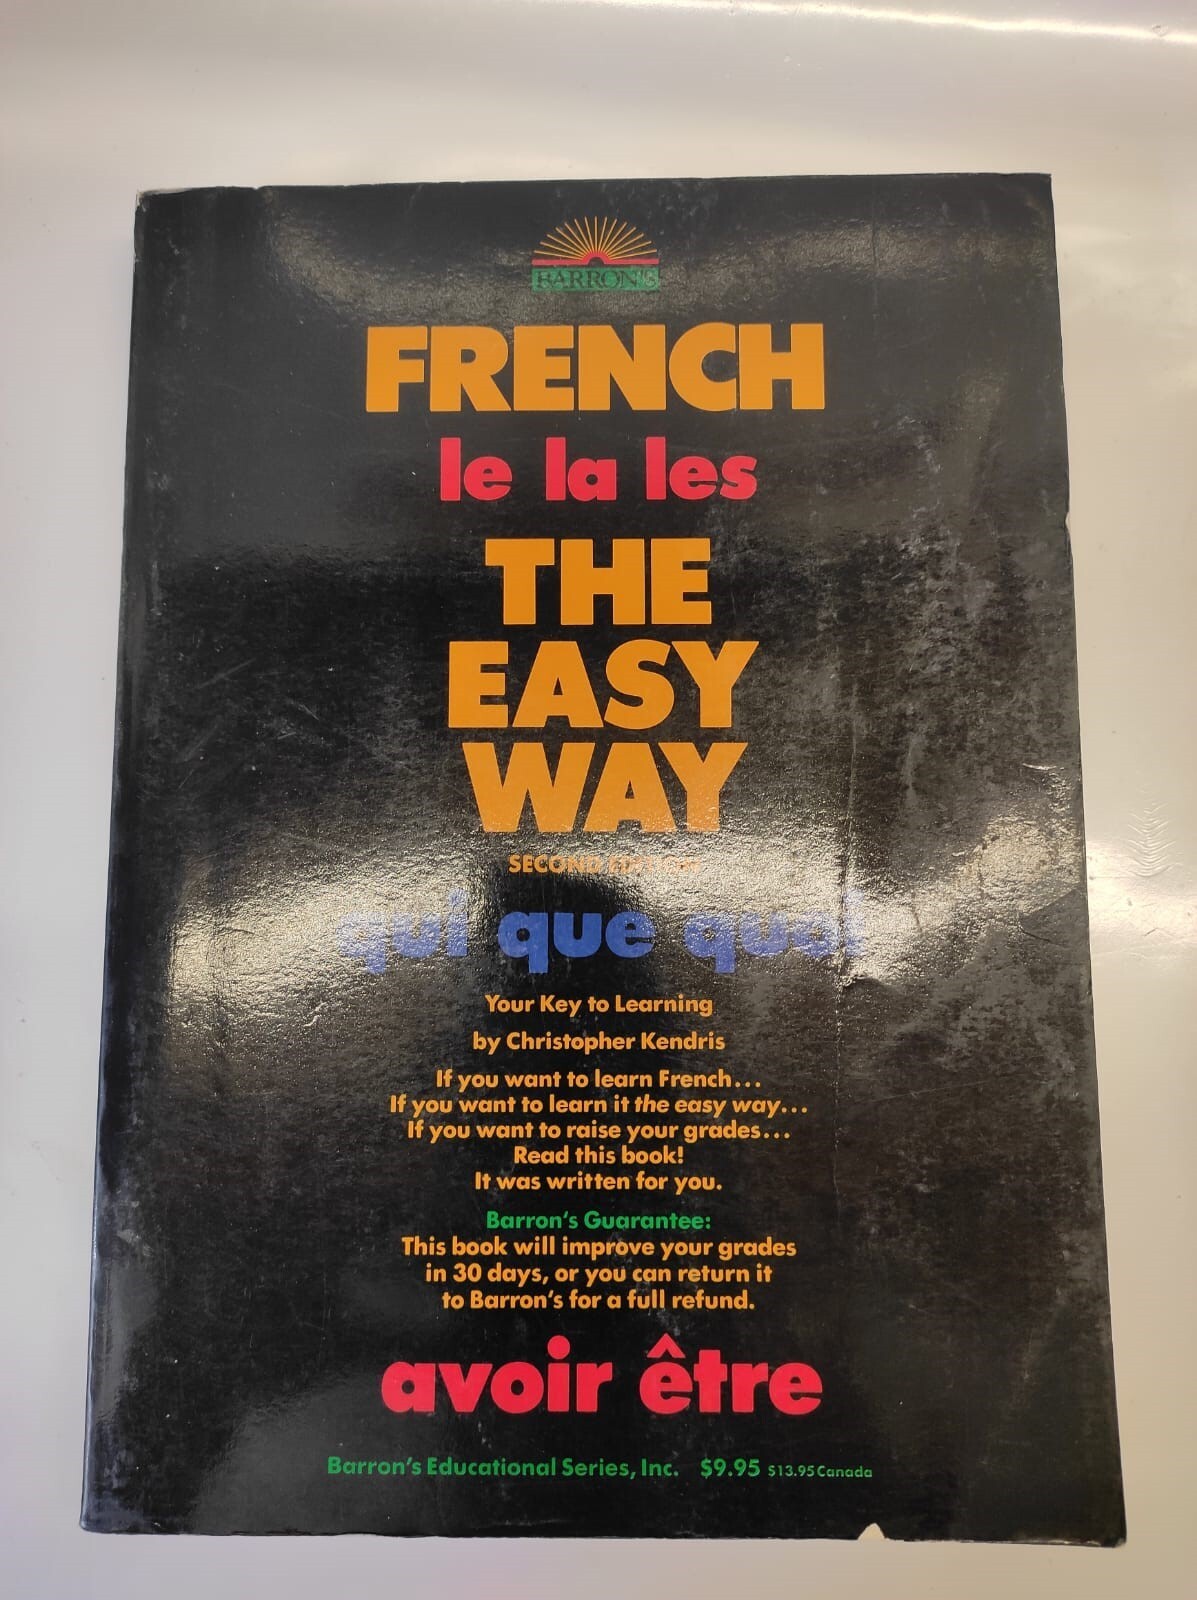 BARRON'S
FRENCH
le la les
THE
EASY
WAY
SECOND EDITION
qui que quoi
Your Key to Learning
by Christopher Kendris
If you want to learn French...
If you want to learn it the easy way...
If you want to raise your grades...
Read this book!
It was written for you.
Barron's Guarantee:
This book will improve your grades
in 30 days, or you can return it
to Barron's for a full refund.
avoir être
Barron's Educational Series, Inc. $9.95 $13.95 Canada